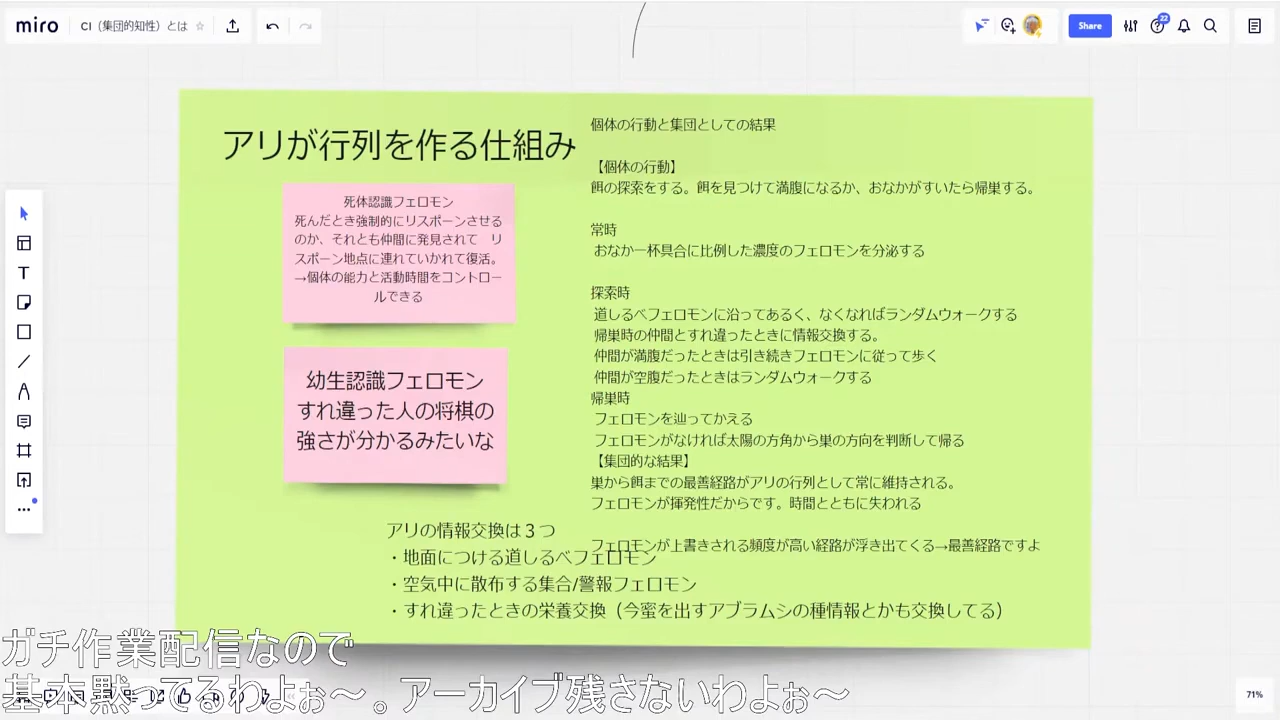 miro
CI（集団的知性）とは
Share
22
アリが行列を作る仕組み
死体認識フェロモン
死んだとき強制的にリスポーンさせる
のか、それとも仲間に発見されて　リ
スポーン地点に連れていかれて復活。
→個体の能力と活動時間をコントロー
ルできる
幼生認識フェロモン
すれ違った人の将棋の
強さが分かるみたいな
個体の行動と集団としての結果
【個体の行動】
餌の探索をする。餌を見つけて満腹になるか、おなかがすいたら帰巣する。
常時
おなか一杯具合に比例した濃度のフェロモンを分泌する
探索時
道しるべフェロモンに沿ってあるく、なくなればランダムウォークする
帰巣時の仲間とすれ違ったときに情報交換する。
仲間が満腹だったときは引き続きフェロモンに従って歩く
仲間が空腹だったときはランダムウォークする
帰巣時
フェロモンを辿ってかえる
フェロモンがなければ太陽の方角から巣の方向を判断して帰る
【集団的な結果】
巣から餌までの最善経路がアリの行列として常に維持される。
フェロモンが揮発性だからです。時間とともに失われる
フェロモンが上書きされる頻度が高い経路が浮き出てくる→最善経路ですよ
アリの情報交換は３つ
・地面につける道しるべフェロモン
・空気中に散布する集合/警報フェロモン
・すれ違ったときの栄養交換（今蜜を出すアブラムシの種情報とかも交換してる）
ガチ作業配信なので
基本黙ってるわよぉ～。アーカイブ残さないわよぉ～
71%